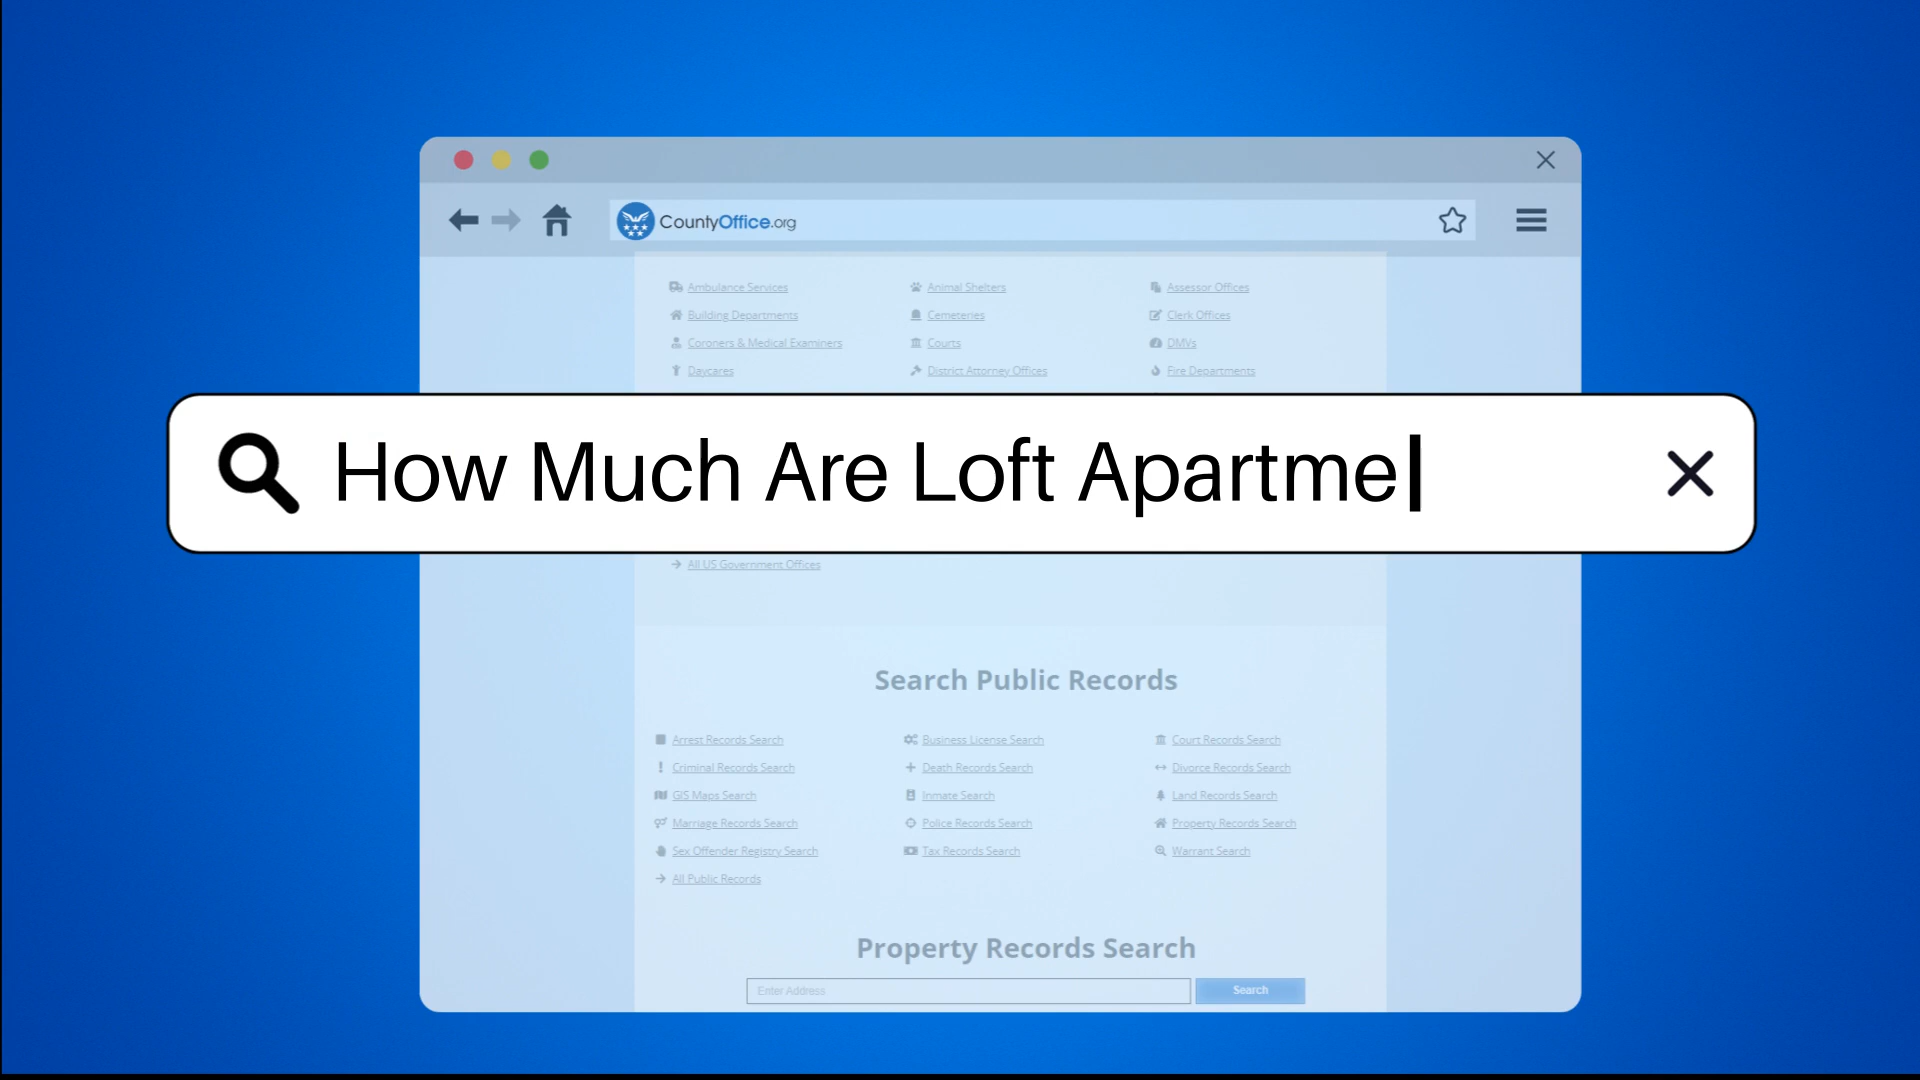 CountyOffice.org
Ambulance Services Animal Shelters Assessor Offices
Building Departments Cemeteries Clerk Offices
Coroners & Medical Examiners Courts DMVs
Daycares District Attorney Offices Fire Departments
How Much Are Loft Apartme
All US Government Offices
Search Public Records
Arrest Records Search Business License Search Court Records Search
Criminal Records Search Death Records Search Divorce Records Search
GIS Maps Search Inmate Search Land Records Search
Marriage Records Search Police Records Search Property Records Search
Sex Offender Registry Search Tax Records Search Warrant Search
All Public Records
Property Records Search
Enter Address Search